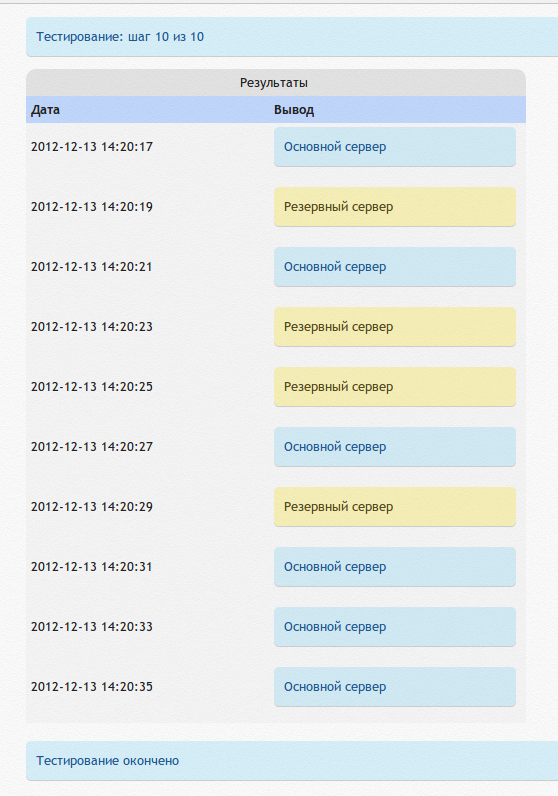 Тестирование: шаг 10 из 10
Результаты
Дата Вывод
2012-12-13 14:20:17 Основной сервер
2012-12-13 14:20:19 Резервный сервер
2012-12-13 14:20:21 Основной сервер
2012-12-13 14:20:23 Резервный сервер
2012-12-13 14:20:25 Резервный сервер
2012-12-13 14:20:27 Основной сервер
2012-12-13 14:20:29 Резервный сервер
2012-12-13 14:20:31 Основной сервер
2012-12-13 14:20:33 Основной сервер
2012-12-13 14:20:35 Основной сервер
Тестирование окончено